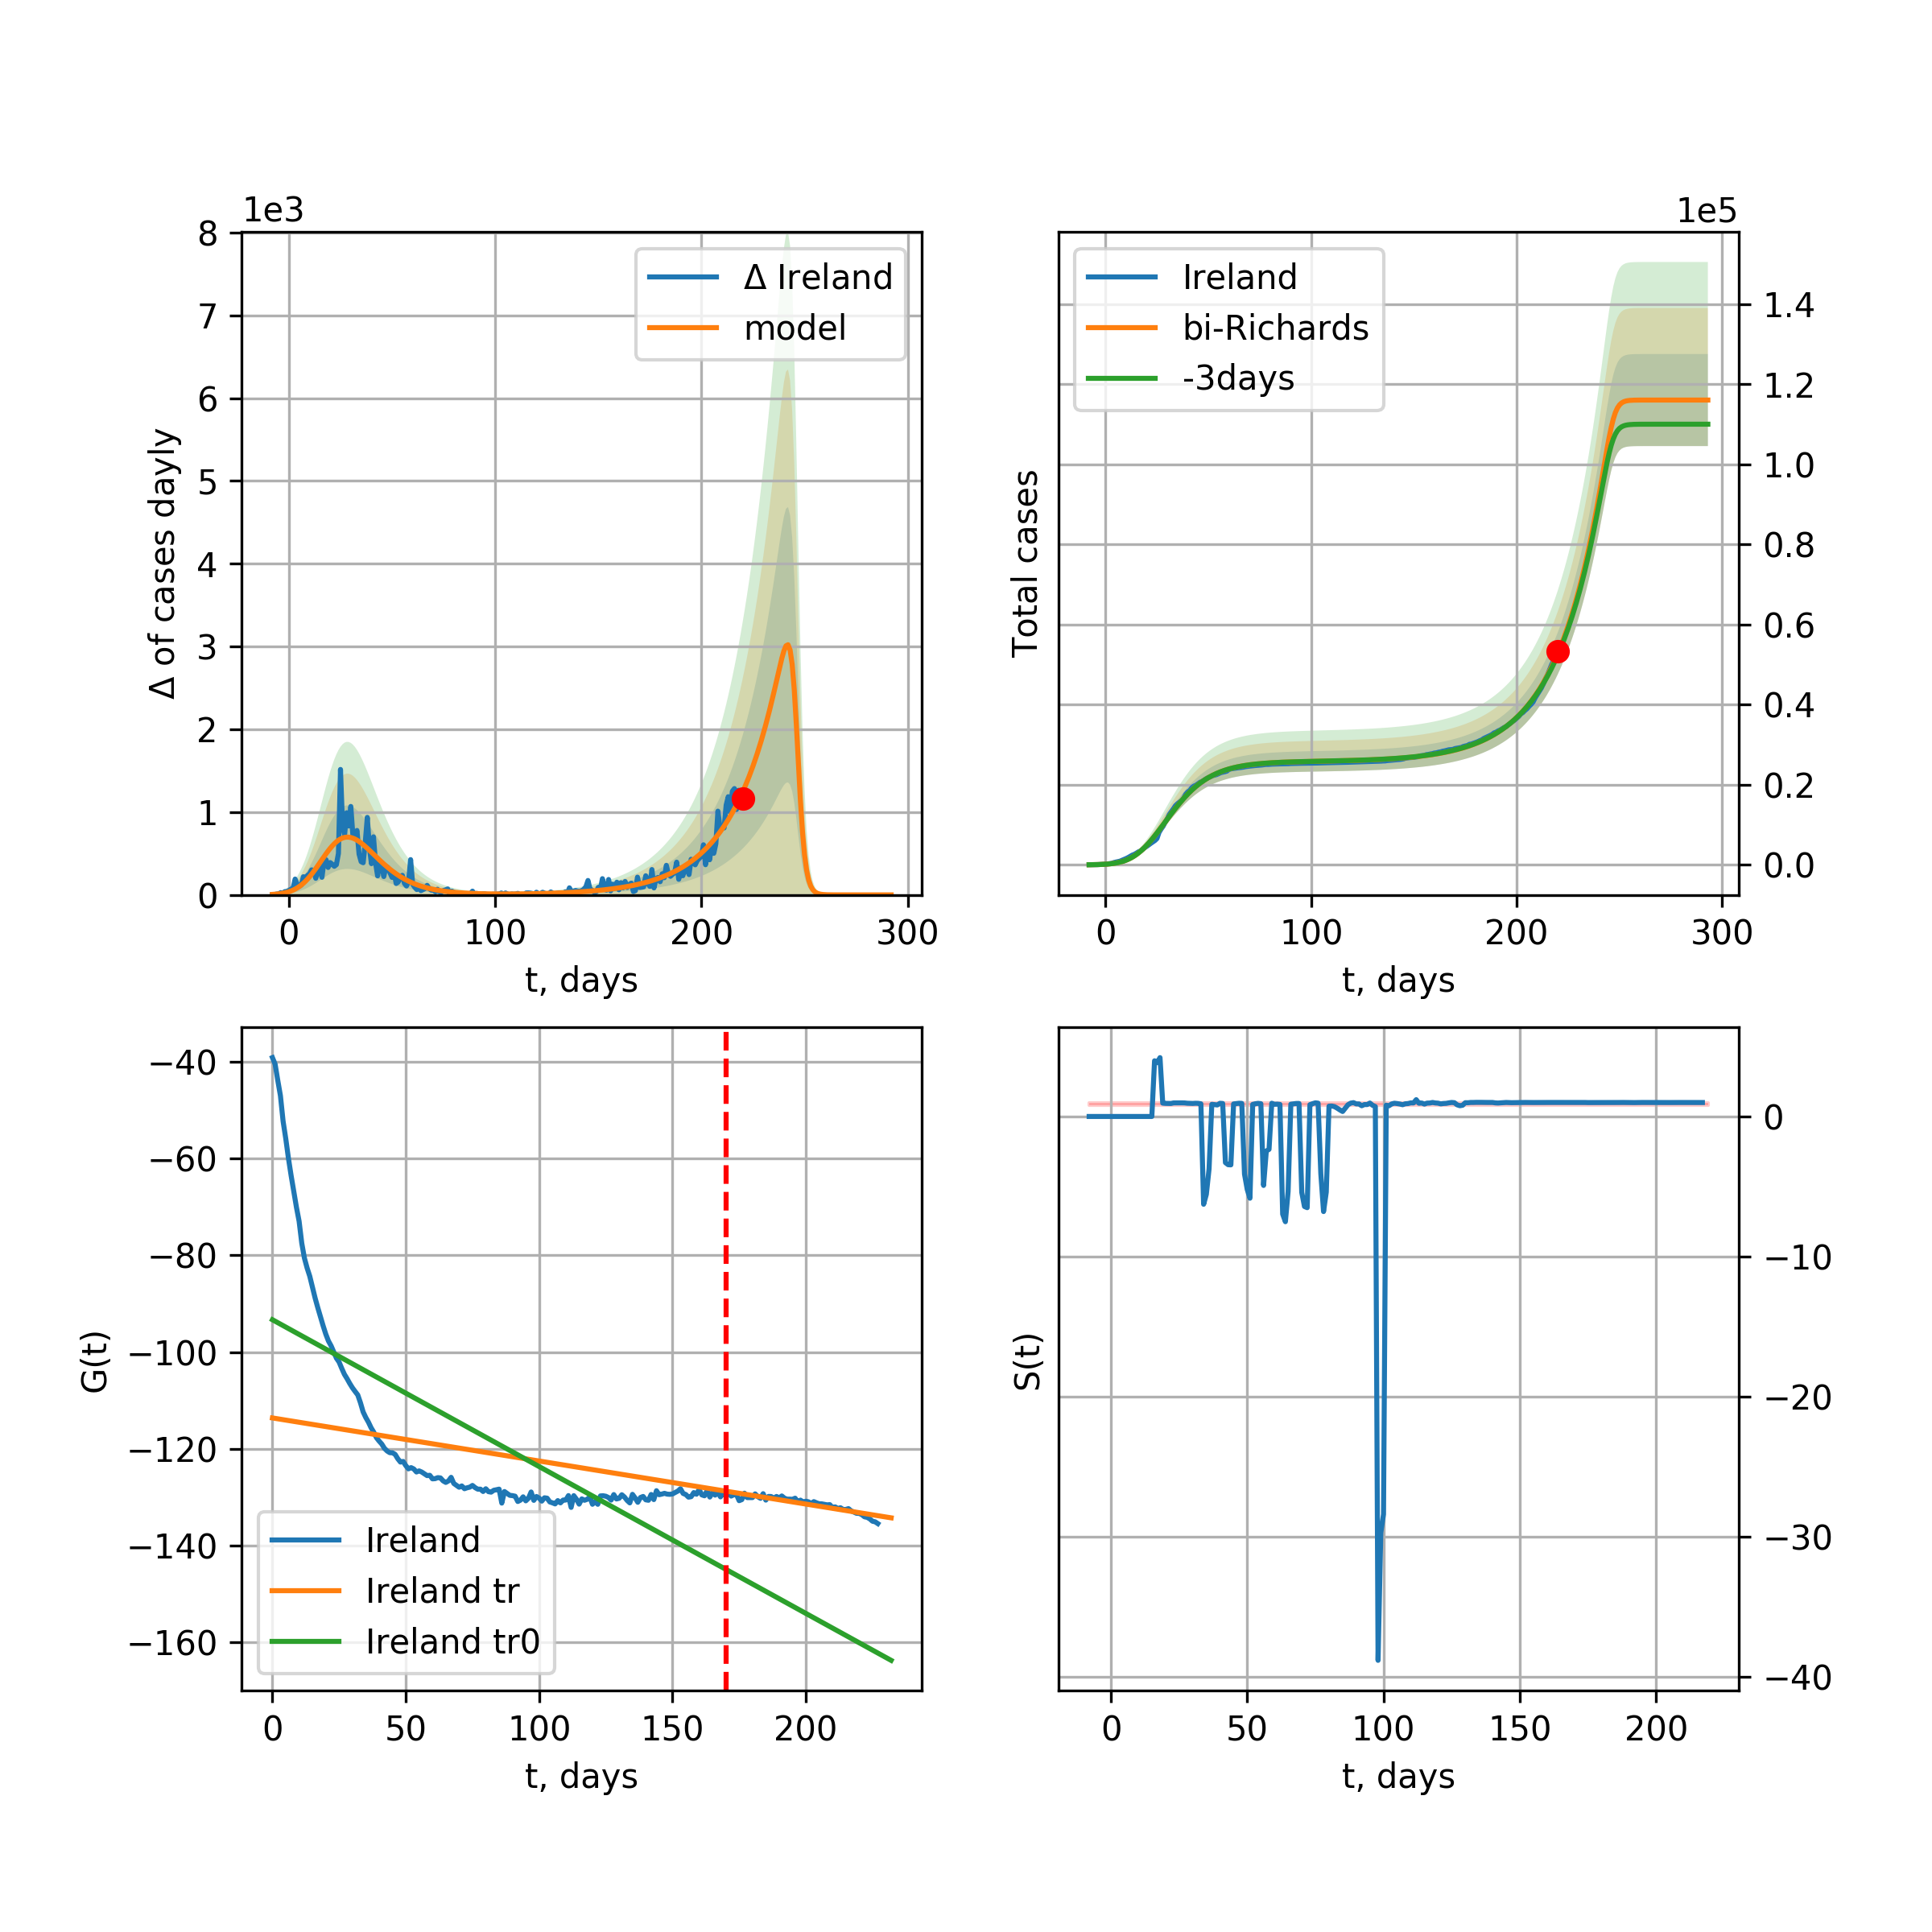 1e3
8
7
6
5
4
3
2
1
0
Δ of cases dayly
Δ Ireland
model
0 100 200 300
t, days
1e5
Ireland
bi-Richards
-3days
Total cases
1.4
1.2
1.0
0.8
0.6
0.4
0.2
0.0
0 100 200 300
t, days
−40
−60
−80
−100
−120
−140
−160
G(t)
Ireland
Ireland tr
Ireland tr0
0 50 100 150 200
t, days
S(t)
0
−10
−20
−30
−40
0 50 100 150 200
t, days